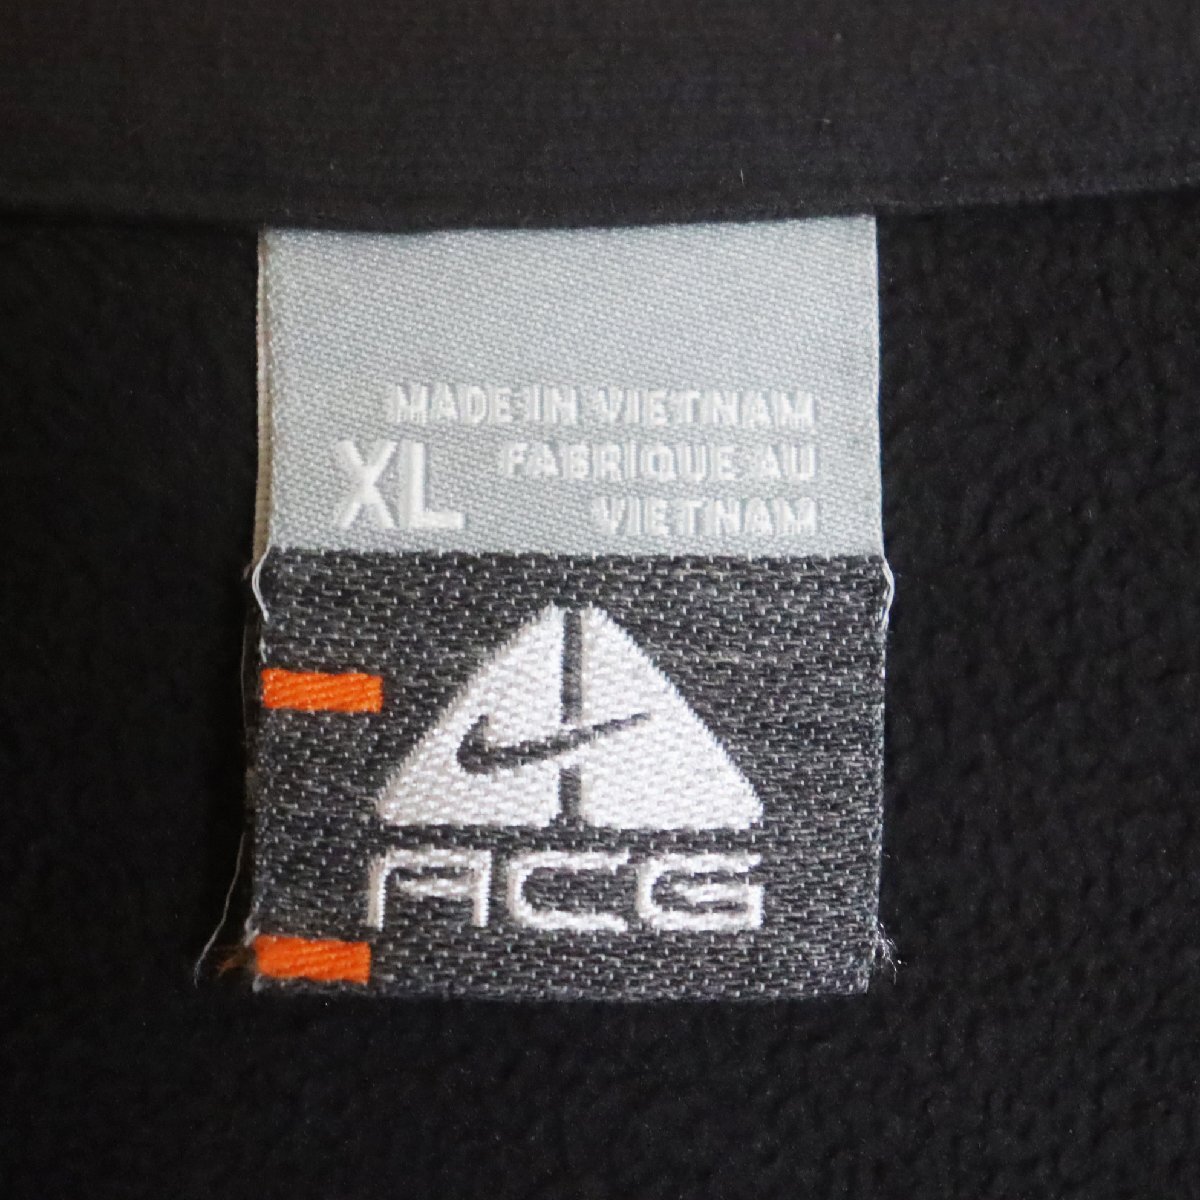 MADE IN VIETNAM
XL FABRIQUE AU
VIETNAM
ACG